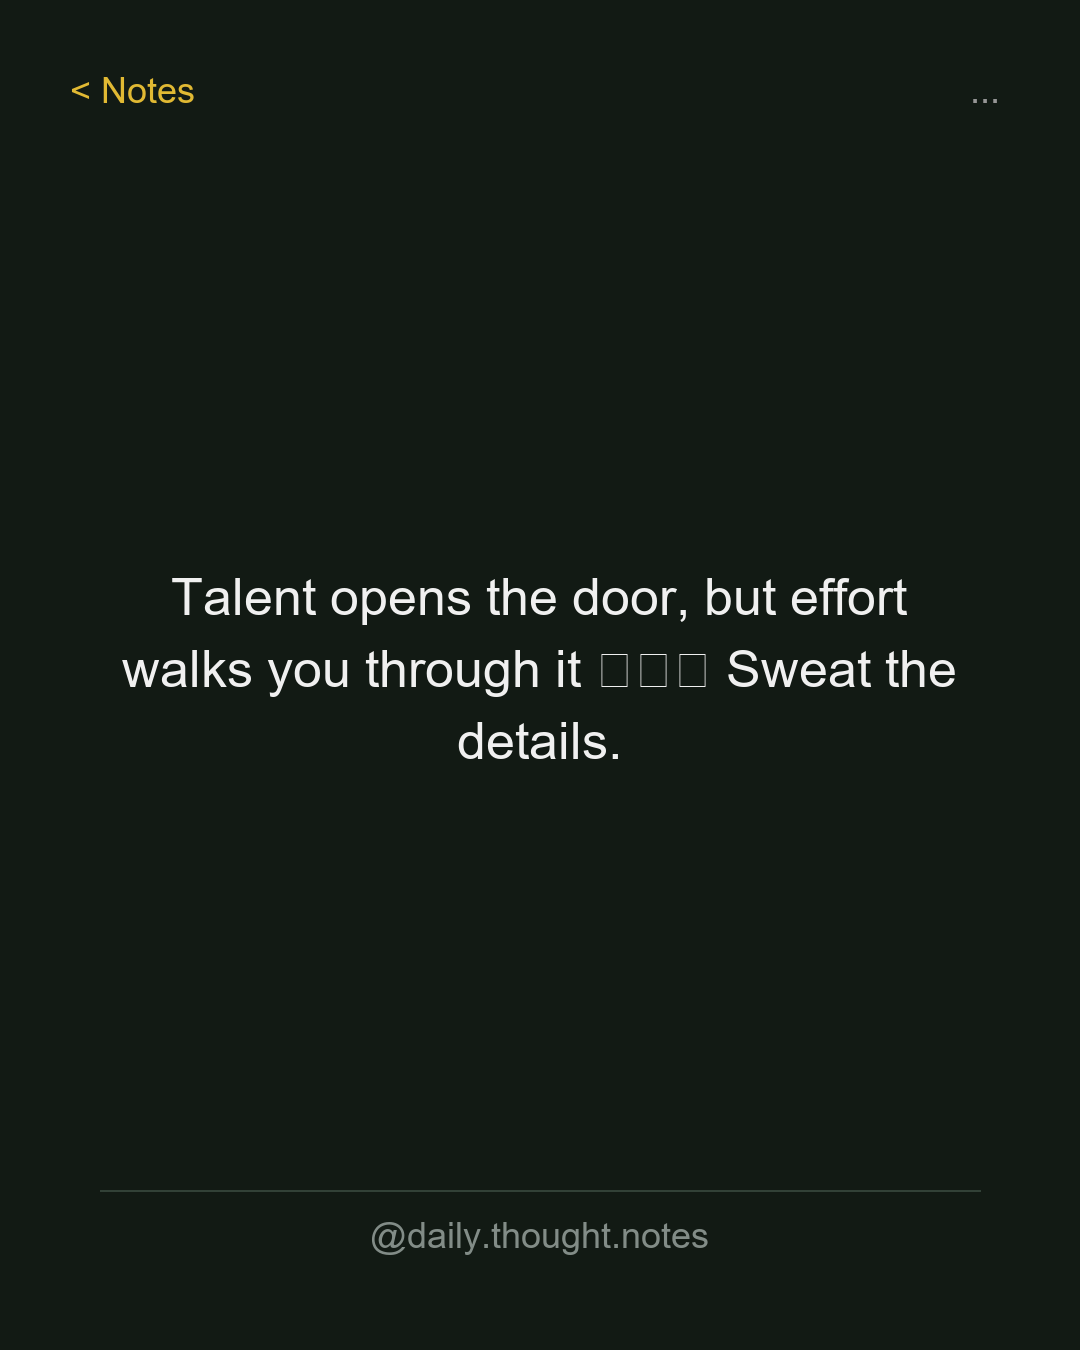 < Notes
...
Talent opens the door, but effort
walks you through it □□□ Sweat the
details.
@daily.thought.notes